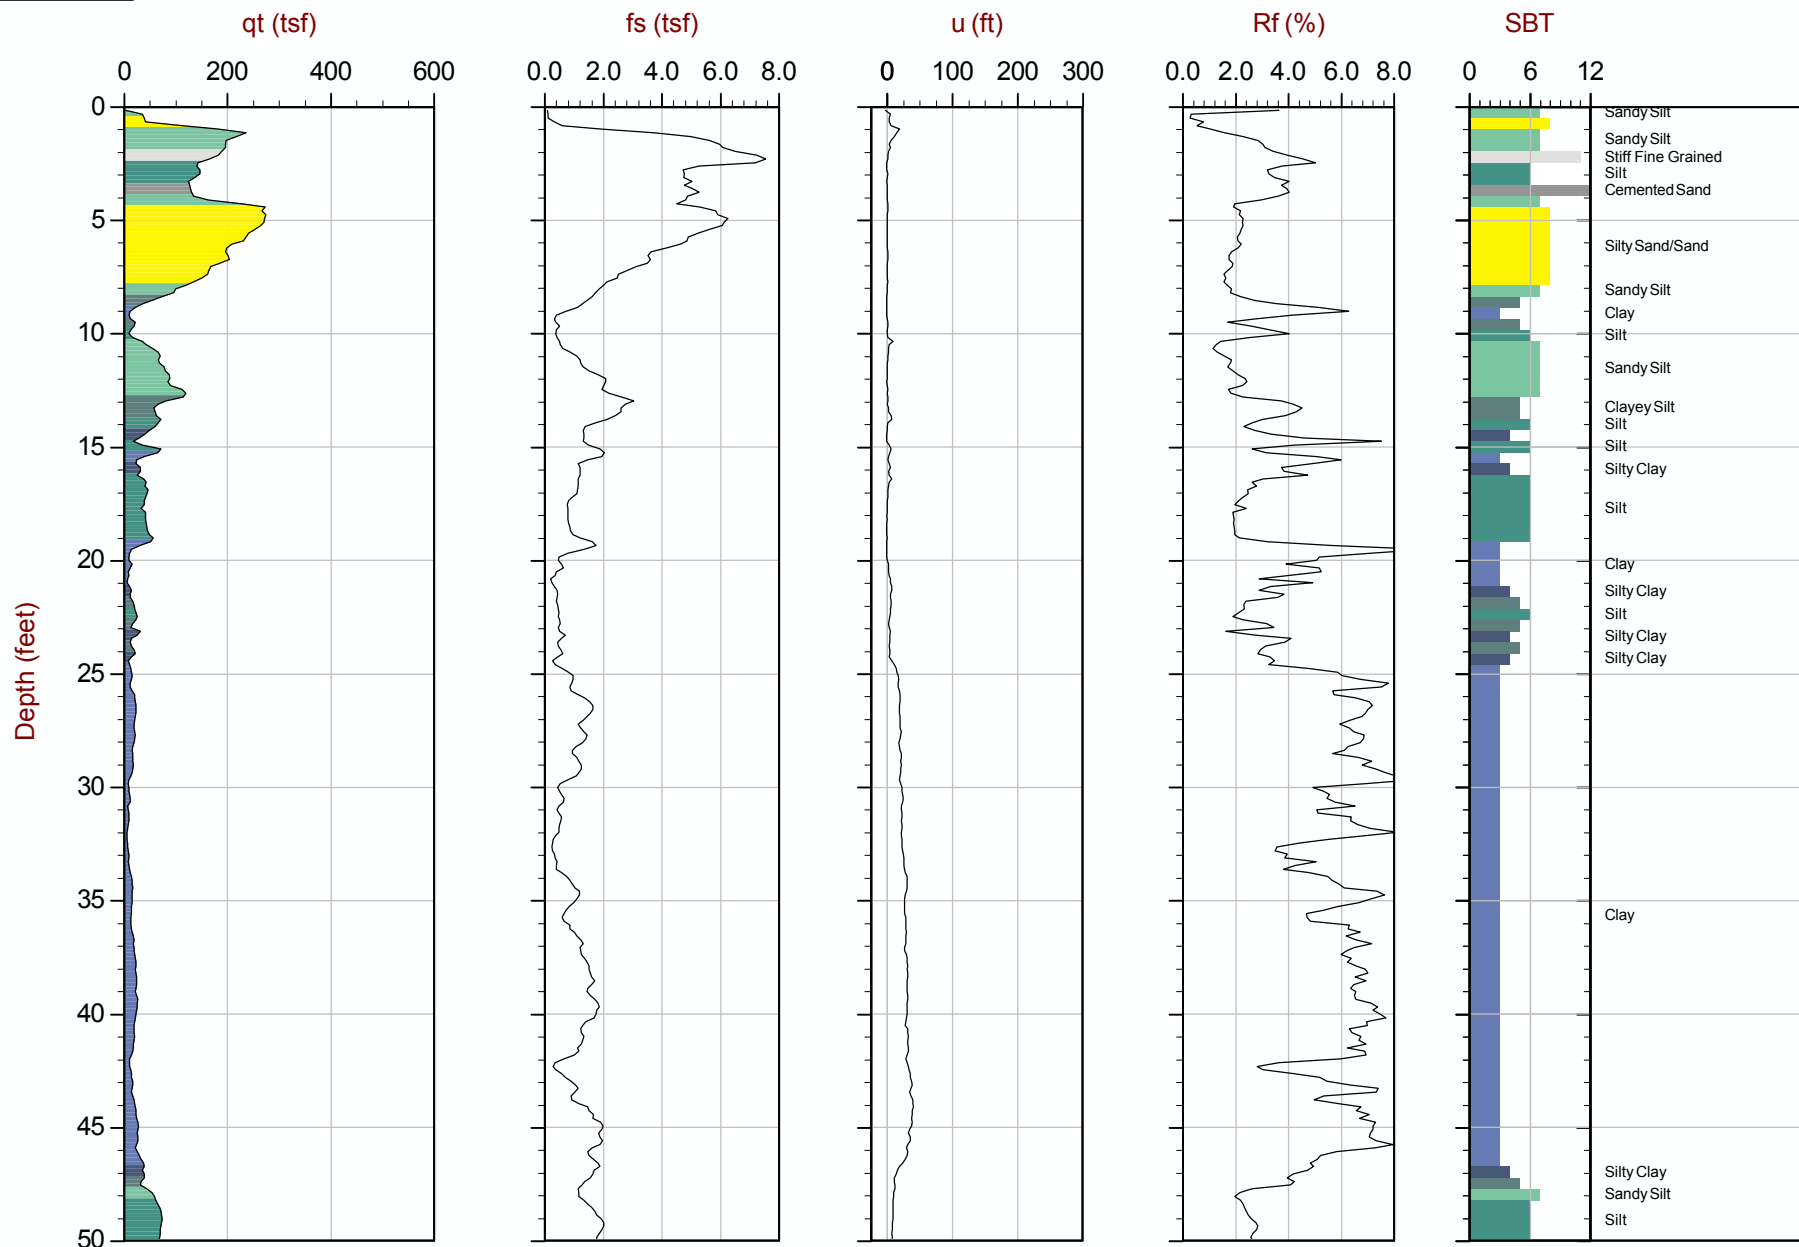 qt (tsf) fs (tsf) u (ft) Rf (%) SBT
0 200 400 600 0.0 2.0 4.0 6.0 8.0 0 100 200 300 0.0 2.0 4.0 6.0 8.0 0 6 12
0
Sandy Silt
Sandy Silt
Stiff Fine Grained
Silt
Cemented Sand
5
Silty Sand/Sand
Sandy Silt
Clay
10
Silt
Sandy Silt
Clayey Silt
Silt
15
Silt
Silty Clay
Silt
20
Clay
Silty Clay
Silt
Silty Clay
Silty Clay
25
Depth (feet)
30
35
Clay
40
45
Silty Clay
Sandy Silt
Silt
50